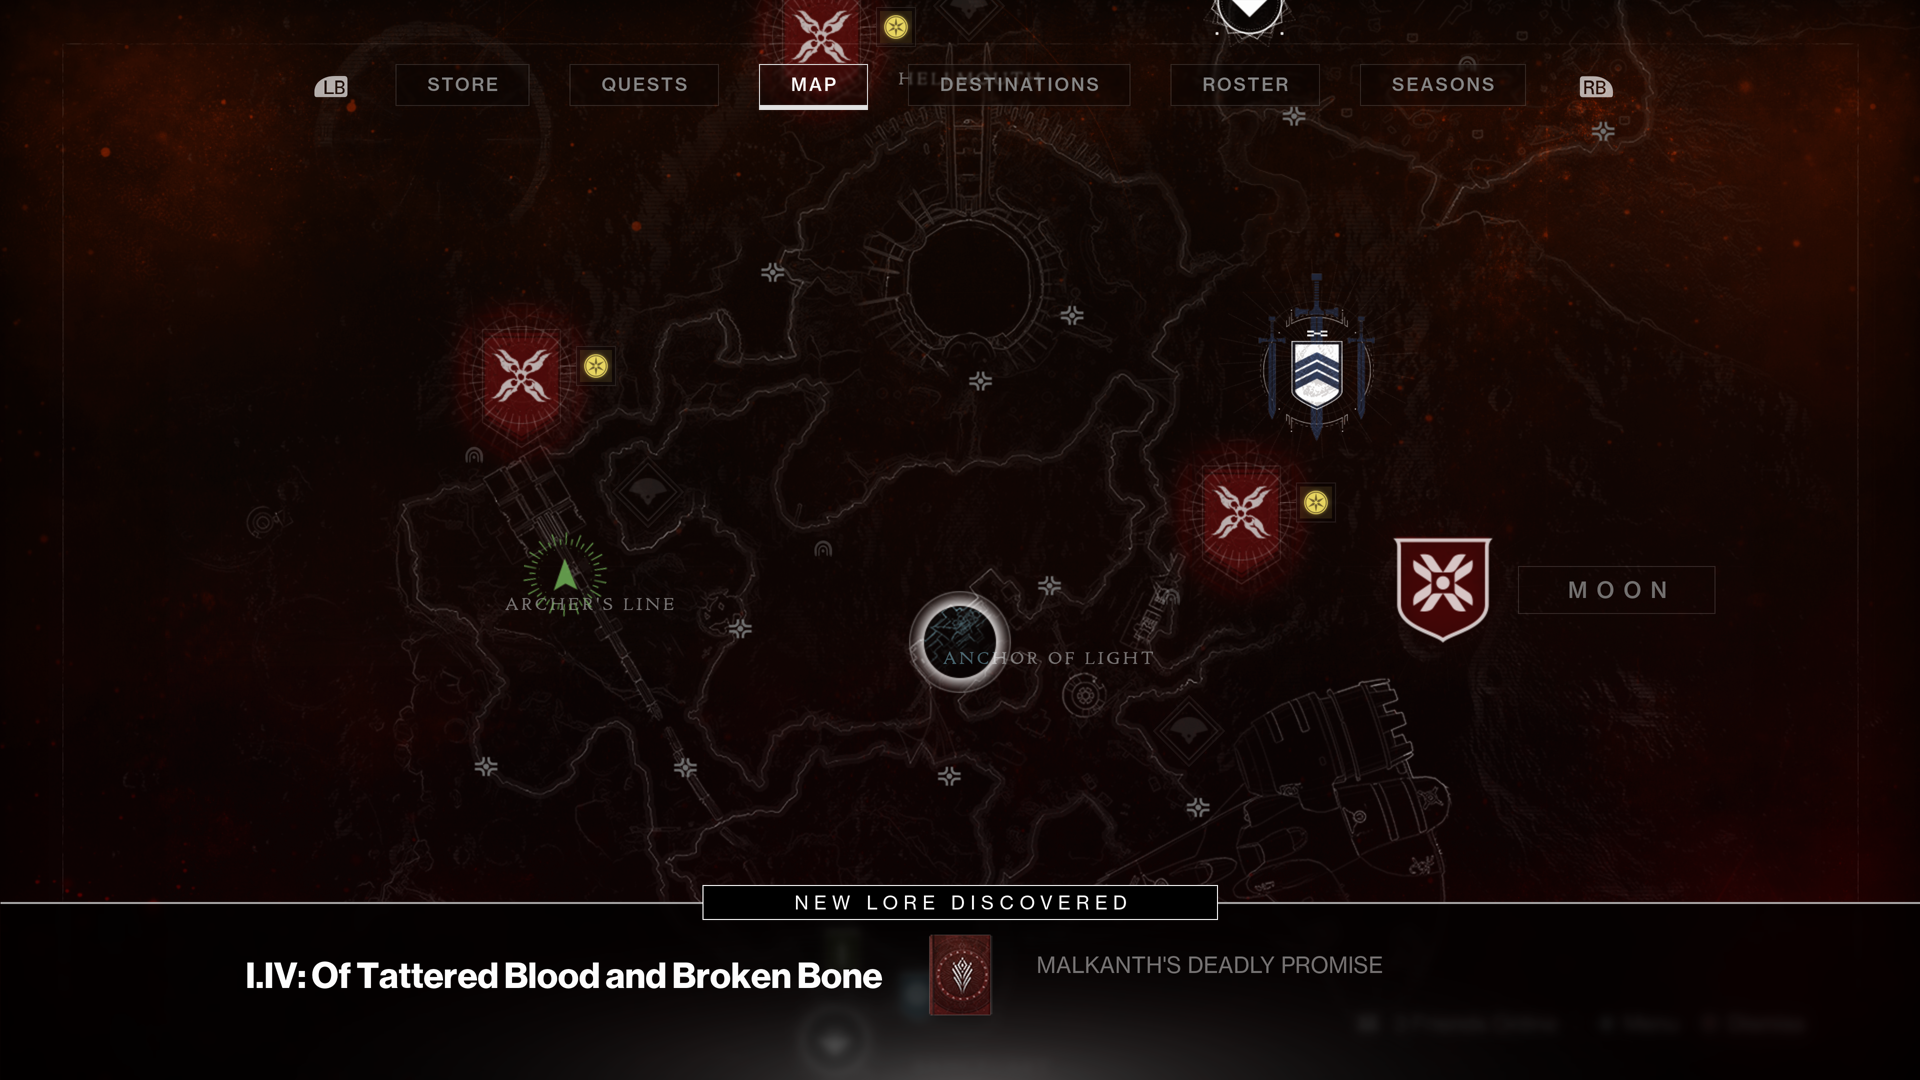 LB
STORE
QUESTS
MAP
DESTINATIONS
ROSTER
SEASONS
RB
HELLMOUTH
ARCHER'S LINE
ANCHOR OF LIGHT
MOON
NEW LORE DISCOVERED
I.IV: Of Tattered Blood and Broken Bone
MALKANTH'S DEADLY PROMISE